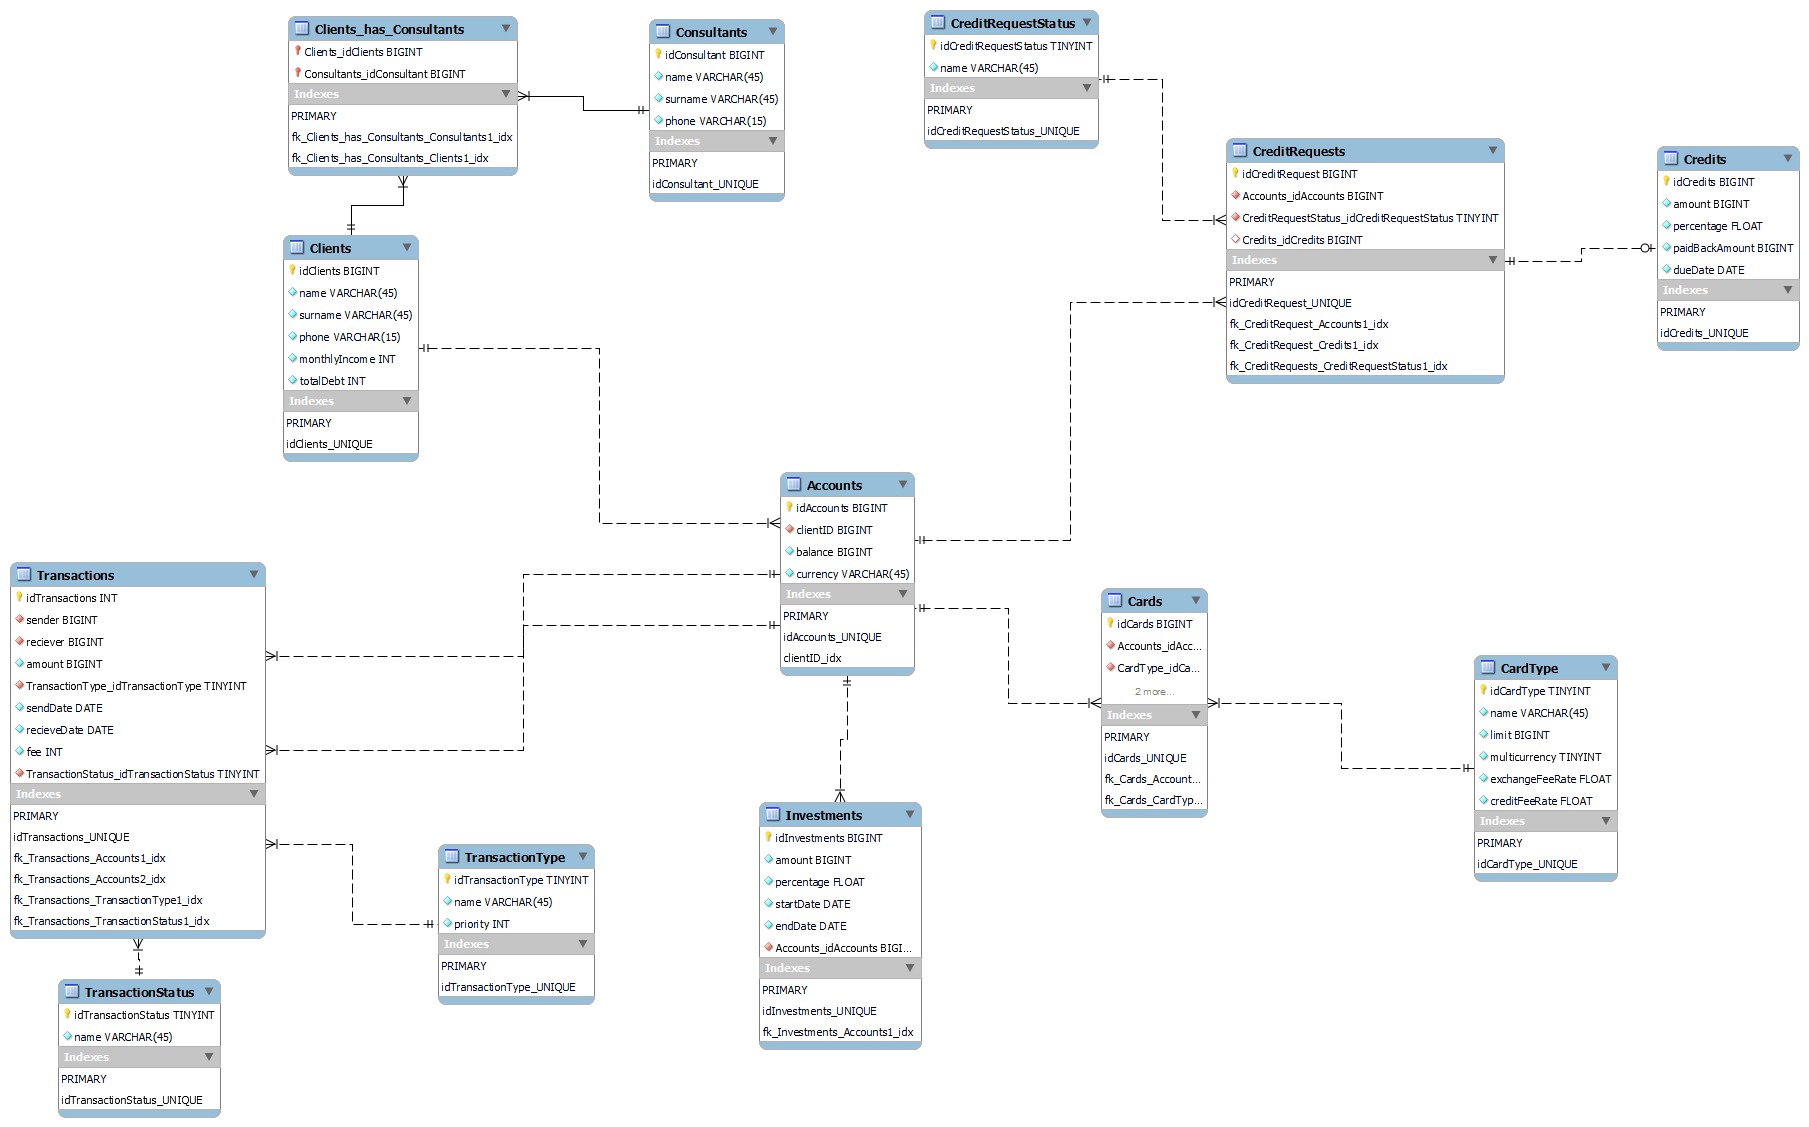 Clients_has_Consultants
Clients_idClients BIGINT
Consultants_idConsultant BIGINT
Indexes
PRIMARY
fk_Clients_has_Consultants_Consultants1_idx
fk_Clients_has_Consultants_Clients1_idx
Consultants
idConsultant BIGINT
name VARCHAR(45)
surname VARCHAR(45)
phone VARCHAR(15)
Indexes
PRIMARY
idConsultant_UNIQUE
CreditRequestStatus
idCreditRequestStatus TINYINT
name VARCHAR(45)
Indexes
PRIMARY
idCreditRequestStatus_UNIQUE
CreditRequests
idCreditRequest BIGINT
Accounts_idAccounts BIGINT
CreditRequestStatus_idCreditRequestStatus TINYINT
Credits_idCredits BIGINT
Indexes
PRIMARY
idCreditRequest_UNIQUE
fk_CreditRequest_Accounts1_idx
fk_CreditRequest_Credits1_idx
fk_CreditRequests_CreditRequestStatus1_idx
Credits
idCredits BIGINT
amount BIGINT
percentage FLOAT
paidBackAmount BIGINT
dueDate DATE
Indexes
PRIMARY
idCredits_UNIQUE
Clients
idClients BIGINT
name VARCHAR(45)
surname VARCHAR(45)
phone VARCHAR(15)
monthlyIncome INT
totalDebt INT
Indexes
PRIMARY
idClients_UNIQUE
Accounts
idAccounts BIGINT
clientID BIGINT
balance BIGINT
currency VARCHAR(45)
Indexes
PRIMARY
idAccounts_UNIQUE
clientID_idx
Transactions
idTransactions INT
sender BIGINT
reciever BIGINT
amount BIGINT
TransactionType_idTransactionType TINYINT
sendDate DATE
recieveDate DATE
fee INT
TransactionStatus_idTransactionStatus TINYINT
Indexes
PRIMARY
idTransactions_UNIQUE
fk_Transactions_Accounts1_idx
fk_Transactions_Accounts2_idx
fk_Transactions_TransactionType1_idx
fk_Transactions_TransactionStatus1_idx
Cards
idCards BIGINT
Accounts_idAcc...
CardType_idCa...
2 more...
Indexes
PRIMARY
idCards_UNIQUE
fk_Cards_Account...
fk_Cards_CardTyp...
CardType
idCardType TINYINT
name VARCHAR(45)
limit BIGINT
multicurrency TINYINT
exchangeFeeRate FLOAT
creditFeeRate FLOAT
Indexes
PRIMARY
idCardType_UNIQUE
TransactionType
idTransactionType TINYINT
name VARCHAR(45)
priority INT
Indexes
PRIMARY
idTransactionType_UNIQUE
Investments
idInvestments BIGINT
amount BIGINT
percentage FLOAT
startDate DATE
endDate DATE
Accounts_idAccounts BIGI...
Indexes
PRIMARY
idInvestments_UNIQUE
fk_Investments_Accounts1_idx
TransactionStatus
idTransactionStatus TINYINT
name VARCHAR(45)
Indexes
PRIMARY
idTransactionStatus_UNIQUE